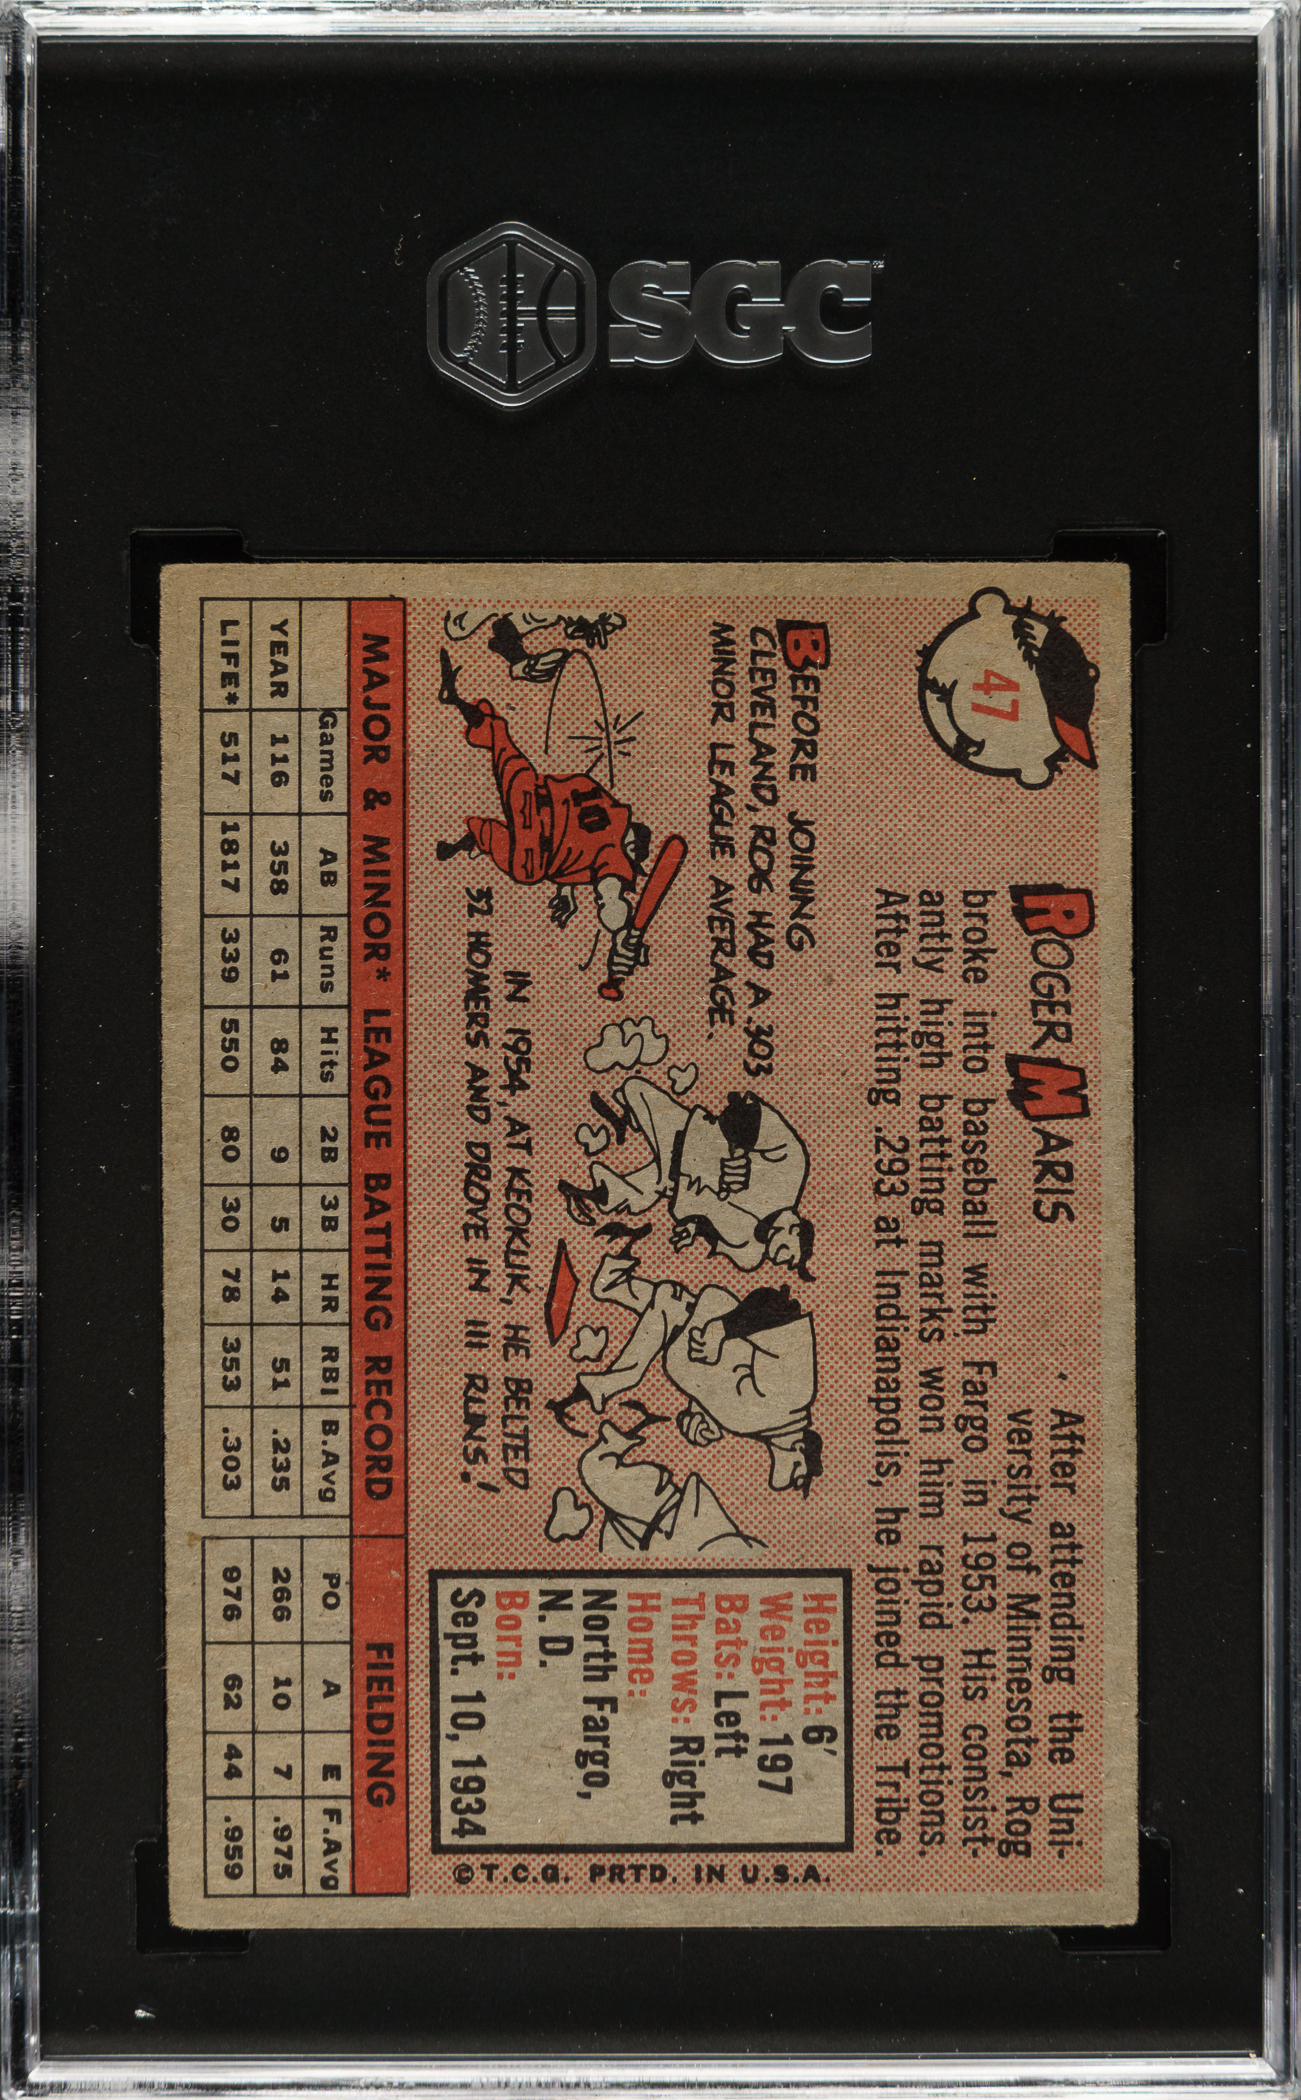 SGC
47
ROGER MARIS
After attending the Uni-
versity of Minnesota, Rog
broke into baseball with Fargo in 1953. His consist-
antly high batting marks won him rapid promotions.
After hitting .293 at Indianapolis, he joined the Tribe.
BEFORE JOINING
CLEVELAND, ROG HAD A .303
MINOR LEAGUE AVERAGE.
10
IN 1954, AT KEOKUK, HE BELTED
32 HOMERS AND DROVE IN 111 RUNS!
Height: 6'
Weight: 197
Bats: Left
Throws: Right
Home:
North Fargo,
N. D.
Born:
Sept. 10, 1934
©T.C.G. PRTD. IN U.S.A.
MAJOR & MINOR* LEAGUE BATTING RECORD FIELDING
Games AB Runs Hits 2B 3B HR RBI B.Avg PO A E F.Avg
YEAR 116 358 61 84 9 5 14 51 .235 266 10 7 .975
LIFE* 517 1817 339 550 80 30 78 353 .303 976 62 44 .959